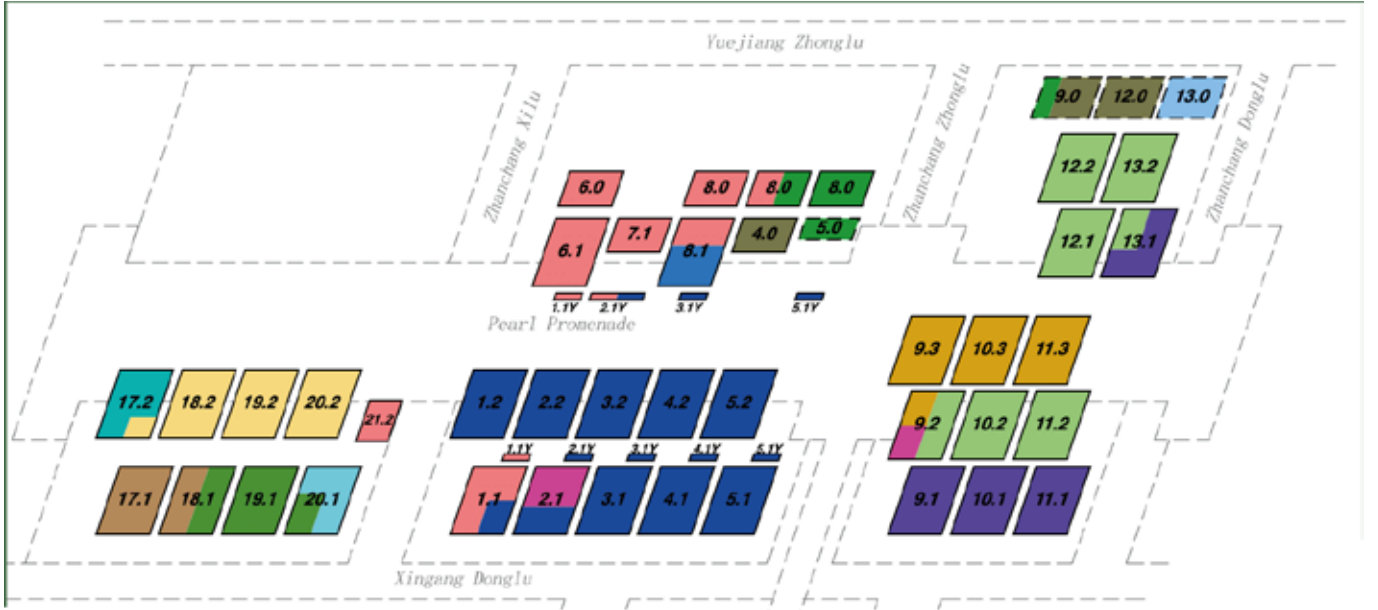 Yuejiang Zhonglu
Zhanchang Xilu
Zhanchang Zhonglu
Zhanchang Donglu
9.0 12.0 13.0
12.2 13.2
6.0 8.0 8.0 8.0
6.1 7.1 8.1 4.0 5.0
12.1 13.1
1.1Y 2.1Y 3.1Y 5.1Y
Pearl Promenade
9.3 10.3 11.3
17.2 18.2 19.2 20.2 21.2
1.2 2.2 3.2 4.2 5.2
9.2 10.2 11.2
1.1Y 2.1Y 3.1Y 4.1Y 5.1Y
17.1 18.1 19.1 20.1
1.1 2.1 3.1 4.1 5.1
9.1 10.1 11.1
Xingang Donglu